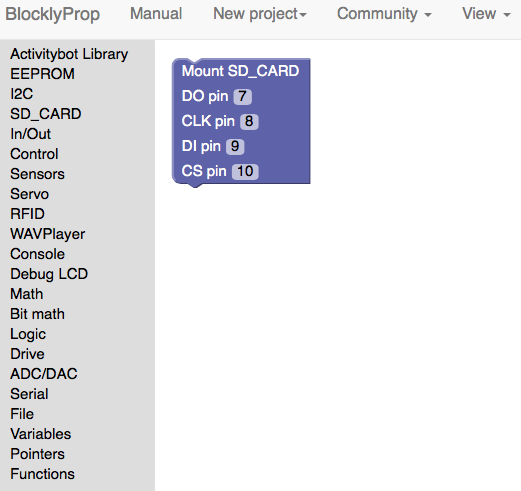 BlocklyProp Manual New project Community View
Activitybot Library
EEPROM
I2C
SD_CARD
In/Out
Control
Sensors
Servo
RFID
WAVPlayer
Console
Debug LCD
Math
Bit math
Logic
Drive
ADC/DAC
Serial
File
Variables
Pointers
Functions
Mount SD_CARD
DO pin 7
CLK pin 8
DI pin 9
CS pin 10